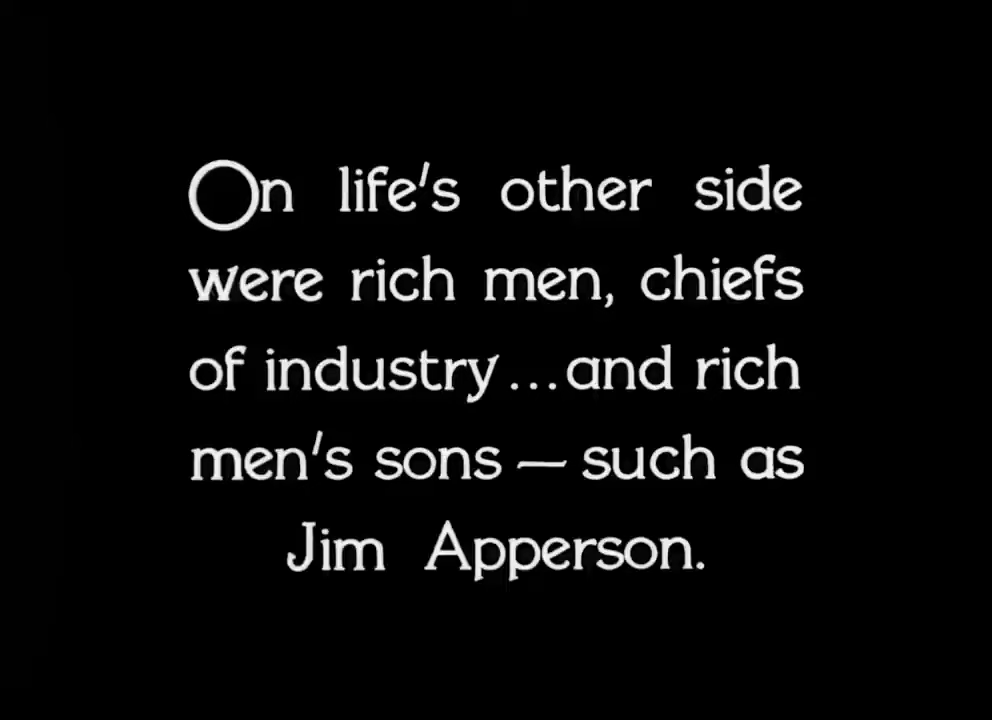 On life's other side
were rich men, chiefs
of industry...and rich
men's sons — such as
Jim Apperson.